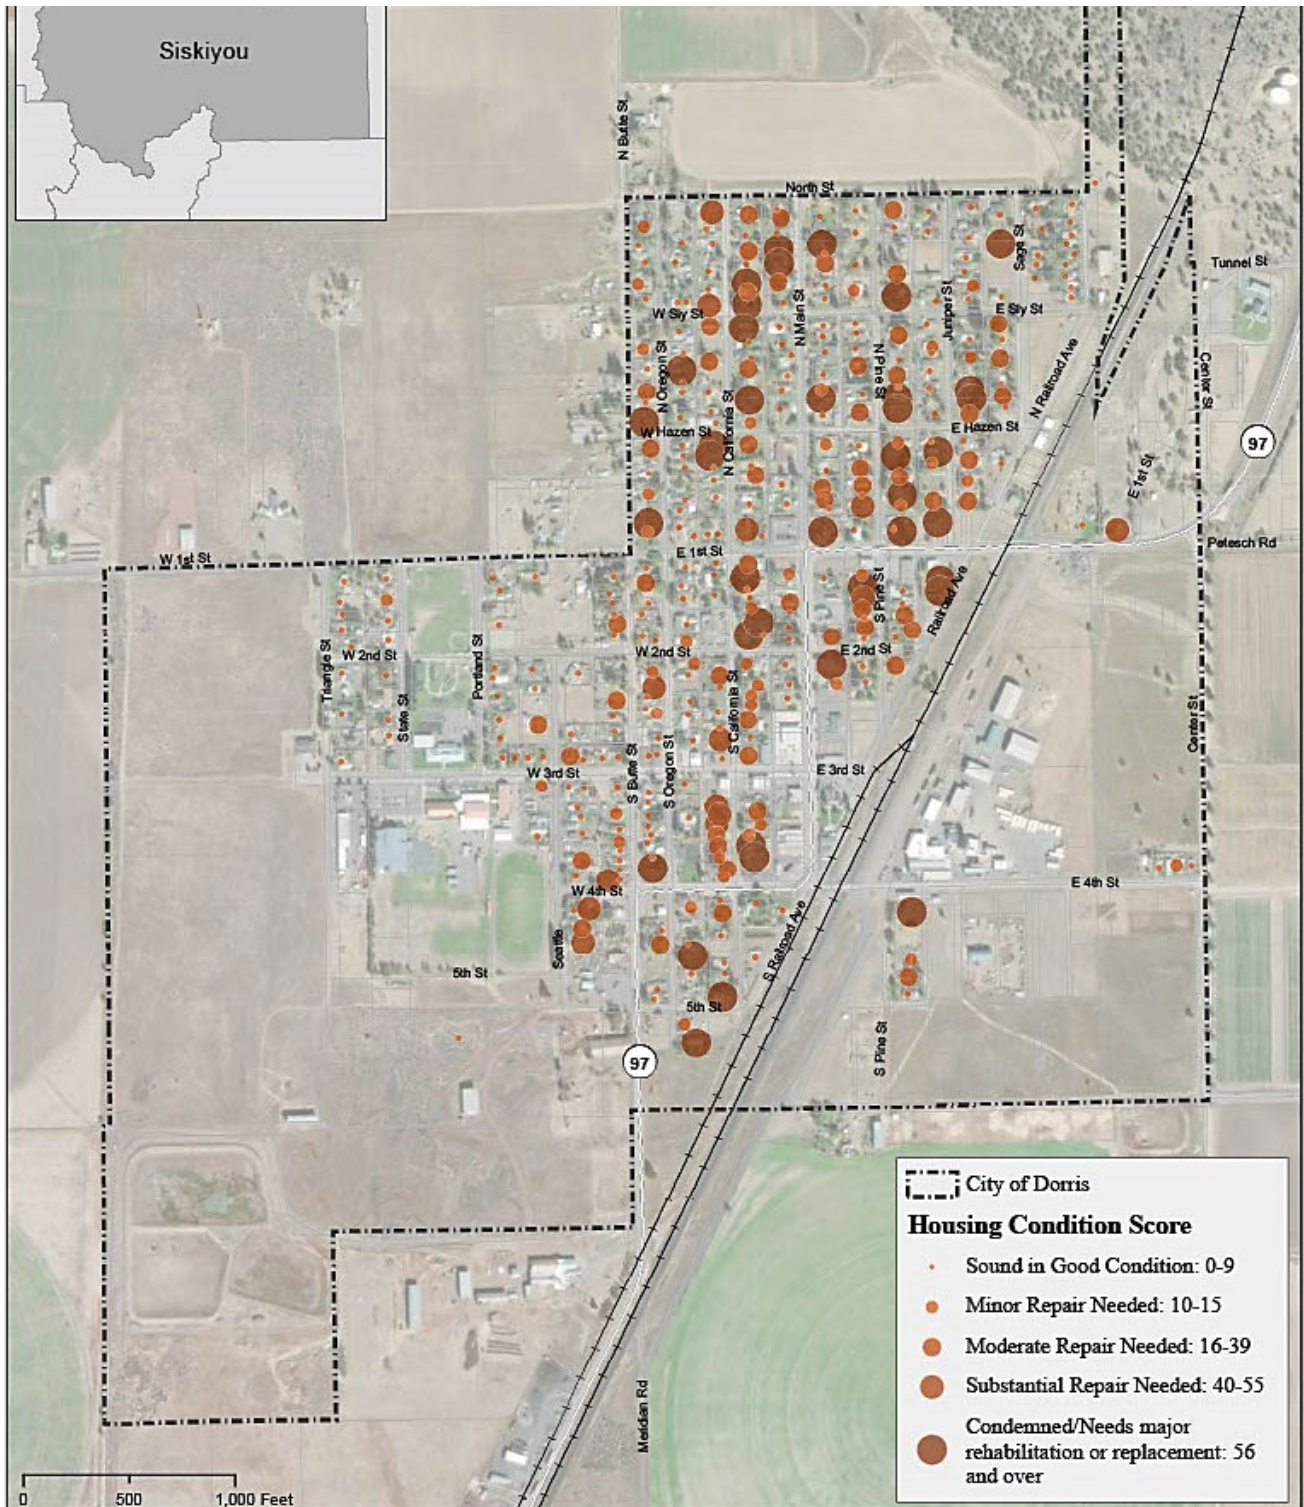 Siskiyou
N Butte St
North St
Sage St
Tunnel St
W Sly St
N Main St
Juniper St
E Sly St
N Oregon St
N Pine St
N Railroad Ave
Center St
N California St
W Hazen St
E Hazen St
97
E 1st St
W 1st St
E 1st St
Petesch Rd
S Pine St
Railroad Ave
Triangle St
W 2nd St
State St
Portland St
W 2nd St
E 2nd St
S California St
Center St
S Butte St
S Oregon St
W 3rd St
E 3rd St
W 4th St
E 4th St
Seattle
S Railroad Ave
5th St
5th St
S Pine St
97
Meridian Rd
City of Dorris
Housing Condition Score
Sound in Good Condition: 0-9
Minor Repair Needed: 10-15
Moderate Repair Needed: 16-39
Substantial Repair Needed: 40-55
Condemned/Needs major
rehabilitation or replacement: 56
and over
0 500 1,000 Feet